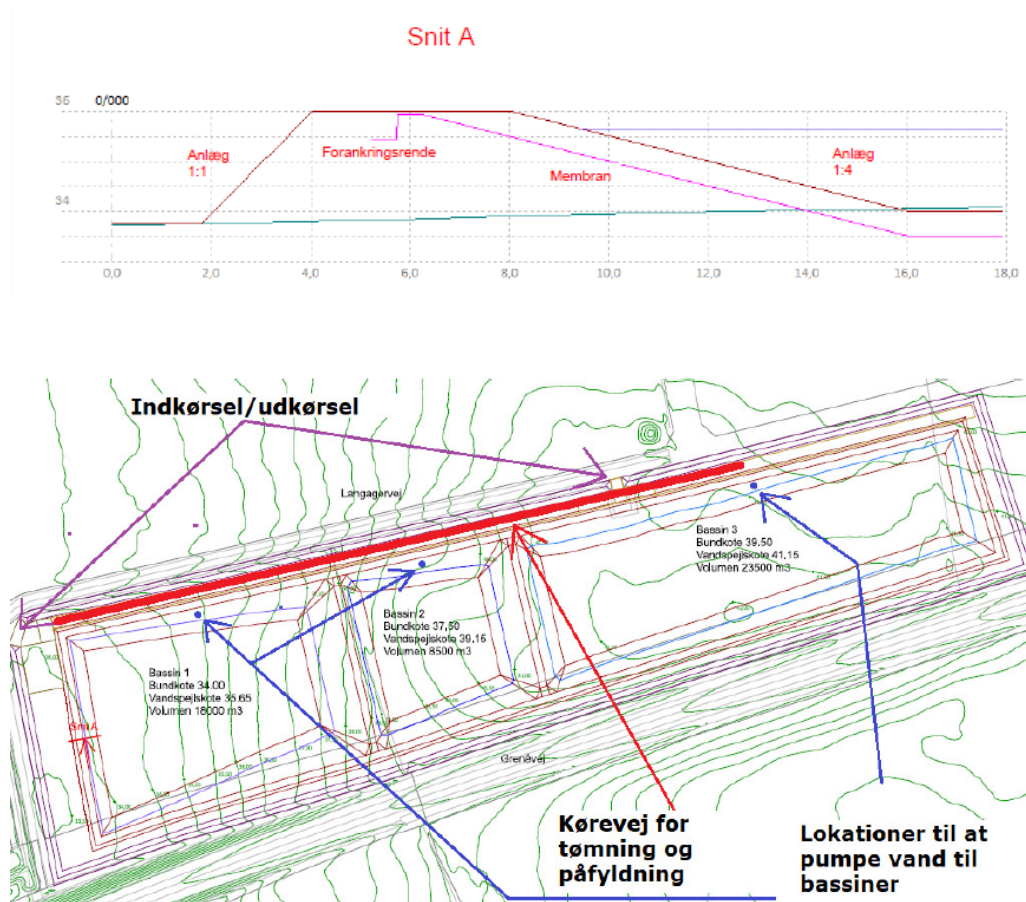 Snit A
36
0/000
Anlæg
1:1
Forankringsrende
Membran
Anlæg
1:4
34
0,0 2,0 4,0 6,0 8,0 10,0 12,0 14,0 16,0 18,0
Indkørsel/udkørsel
Langagervej
Bassin 3
Bundkote 39.50
Vandspejlskote 41,15
Volumen 23500 m3
Bassin 2
Bundkote 37,50
Vandspejlskote 39,15
Volumen 8500 m3
Bassin 1
Bundkote 34.00
Vandspejlskote 35.65
Volumen 18000 m3
Snit A
Grenåvej
Kørevej for
tømning og
påfyldning
Lokationer til at
pumpe vand til
bassiner